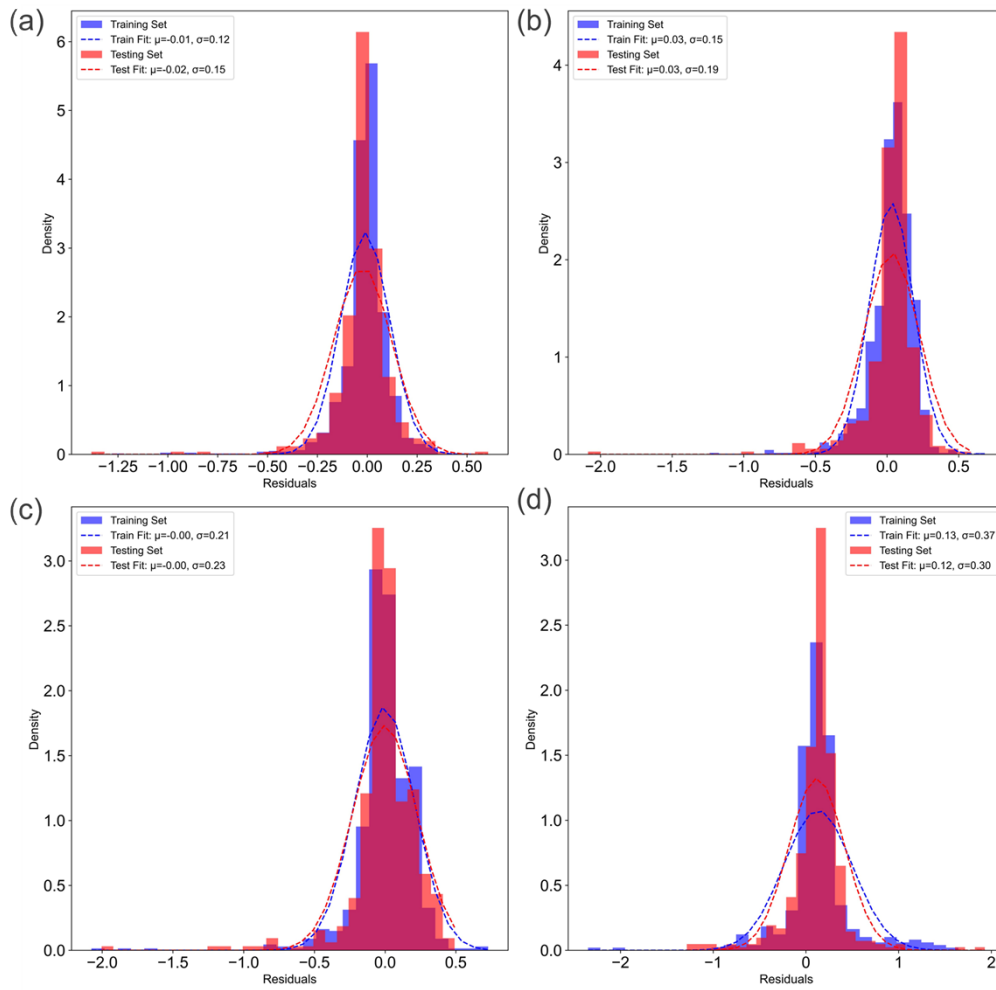 (a)
Training Set
Train Fit: μ=-0.01, σ=0.12
Testing Set
Test Fit: μ=-0.02, σ=0.15
6
5
4
3
2
1
0
Density
-1.25 -1.00 -0.75 -0.50 -0.25 0.00 0.25 0.50
Residuals
(b)
Training Set
Train Fit: μ=0.03, σ=0.15
Testing Set
Test Fit: μ=0.03, σ=0.19
4
3
2
1
0
Density
−2.0 −1.5 −1.0 −0.5 0.0 0.5
Residuals
(c)
Training Set
Train Fit: μ=-0.00, σ=0.21
Testing Set
Test Fit: μ=-0.00, σ=0.23
3.0
2.5
2.0
1.5
1.0
0.5
0.0
Density
−2.0 −1.5 −1.0 −0.5 0.0 0.5
Residuals
(d)
Training Set
Train Fit: μ=0.13, σ=0.37
Testing Set
Test Fit: μ=0.12, σ=0.30
3.0
2.5
2.0
1.5
1.0
0.5
0.0
Density
−2 −1 0 1 2
Residuals